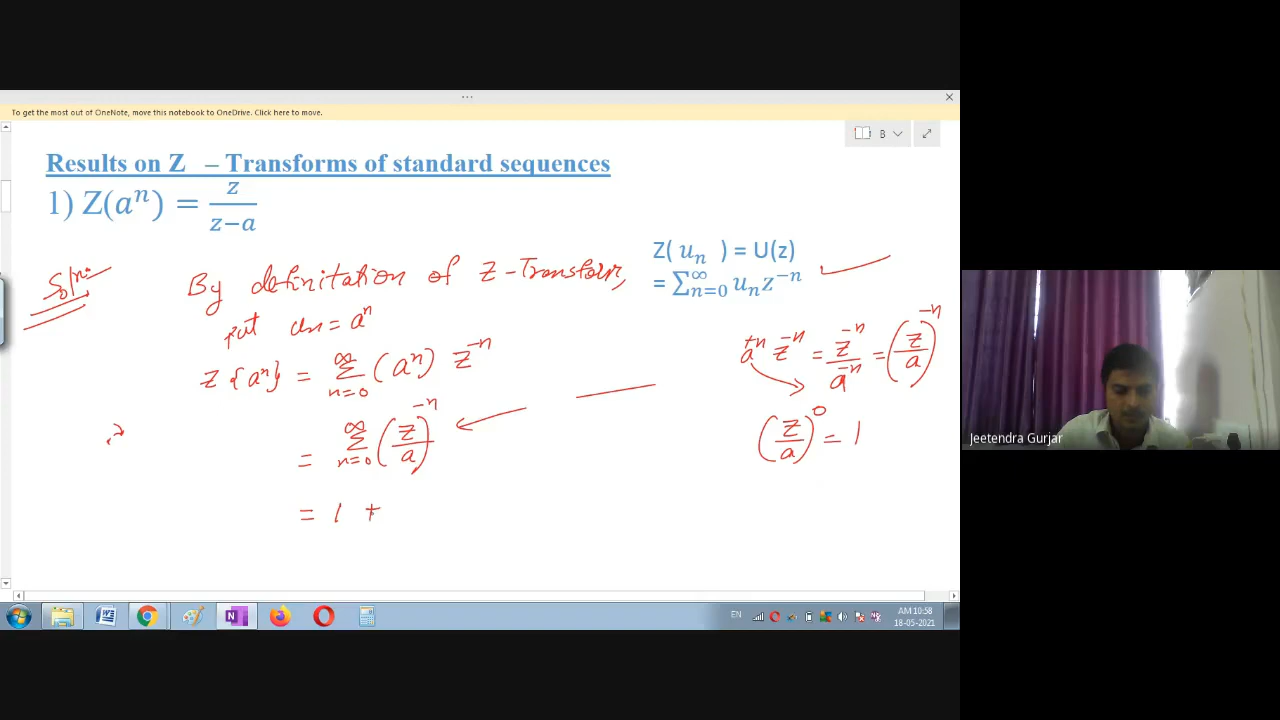 To get the most out of OneNote, move this notebook to OneDrive. Click here to move.
B
Results on Z – Transforms of standard sequences
1) Z(aⁿ) = z/(z−a)
Z( uₙ ) = U(z)
= ∑_{n=0}^{∞} uₙ z⁻ⁿ
Solⁿ:
By definitation of Z-Transform,
put uₙ = aⁿ
Z{aⁿ} = ∑_{n=0}^{∞} (aⁿ) z⁻ⁿ
a⁺ⁿ z⁻ⁿ = z⁻ⁿ/a⁻ⁿ = (z/a)⁻ⁿ
= ∑_{n=0}^{∞} (z/a)⁻ⁿ
(z/a)⁰ = 1
= 1 +
Jeetendra Gurjar
EN
AM 10:58
18-05-2021